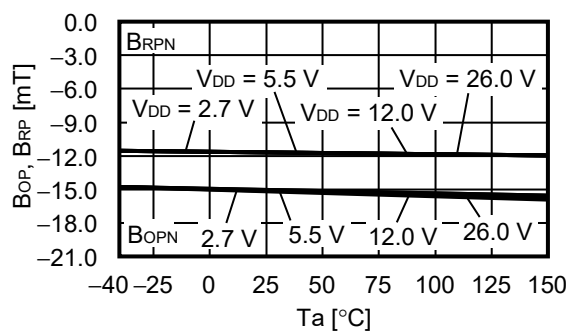 BOP, BRP [mT]
0.0
−3.0
−6.0
−9.0
−12.0
−15.0
−18.0
−21.0
BRPN
VDD = 5.5 V
VDD = 26.0 V
VDD = 2.7 V
VDD = 12.0 V
BOPN
2.7 V
5.5 V
12.0 V
26.0 V
−40 −25 0 25 50 75 100 125 150
Ta [°C]